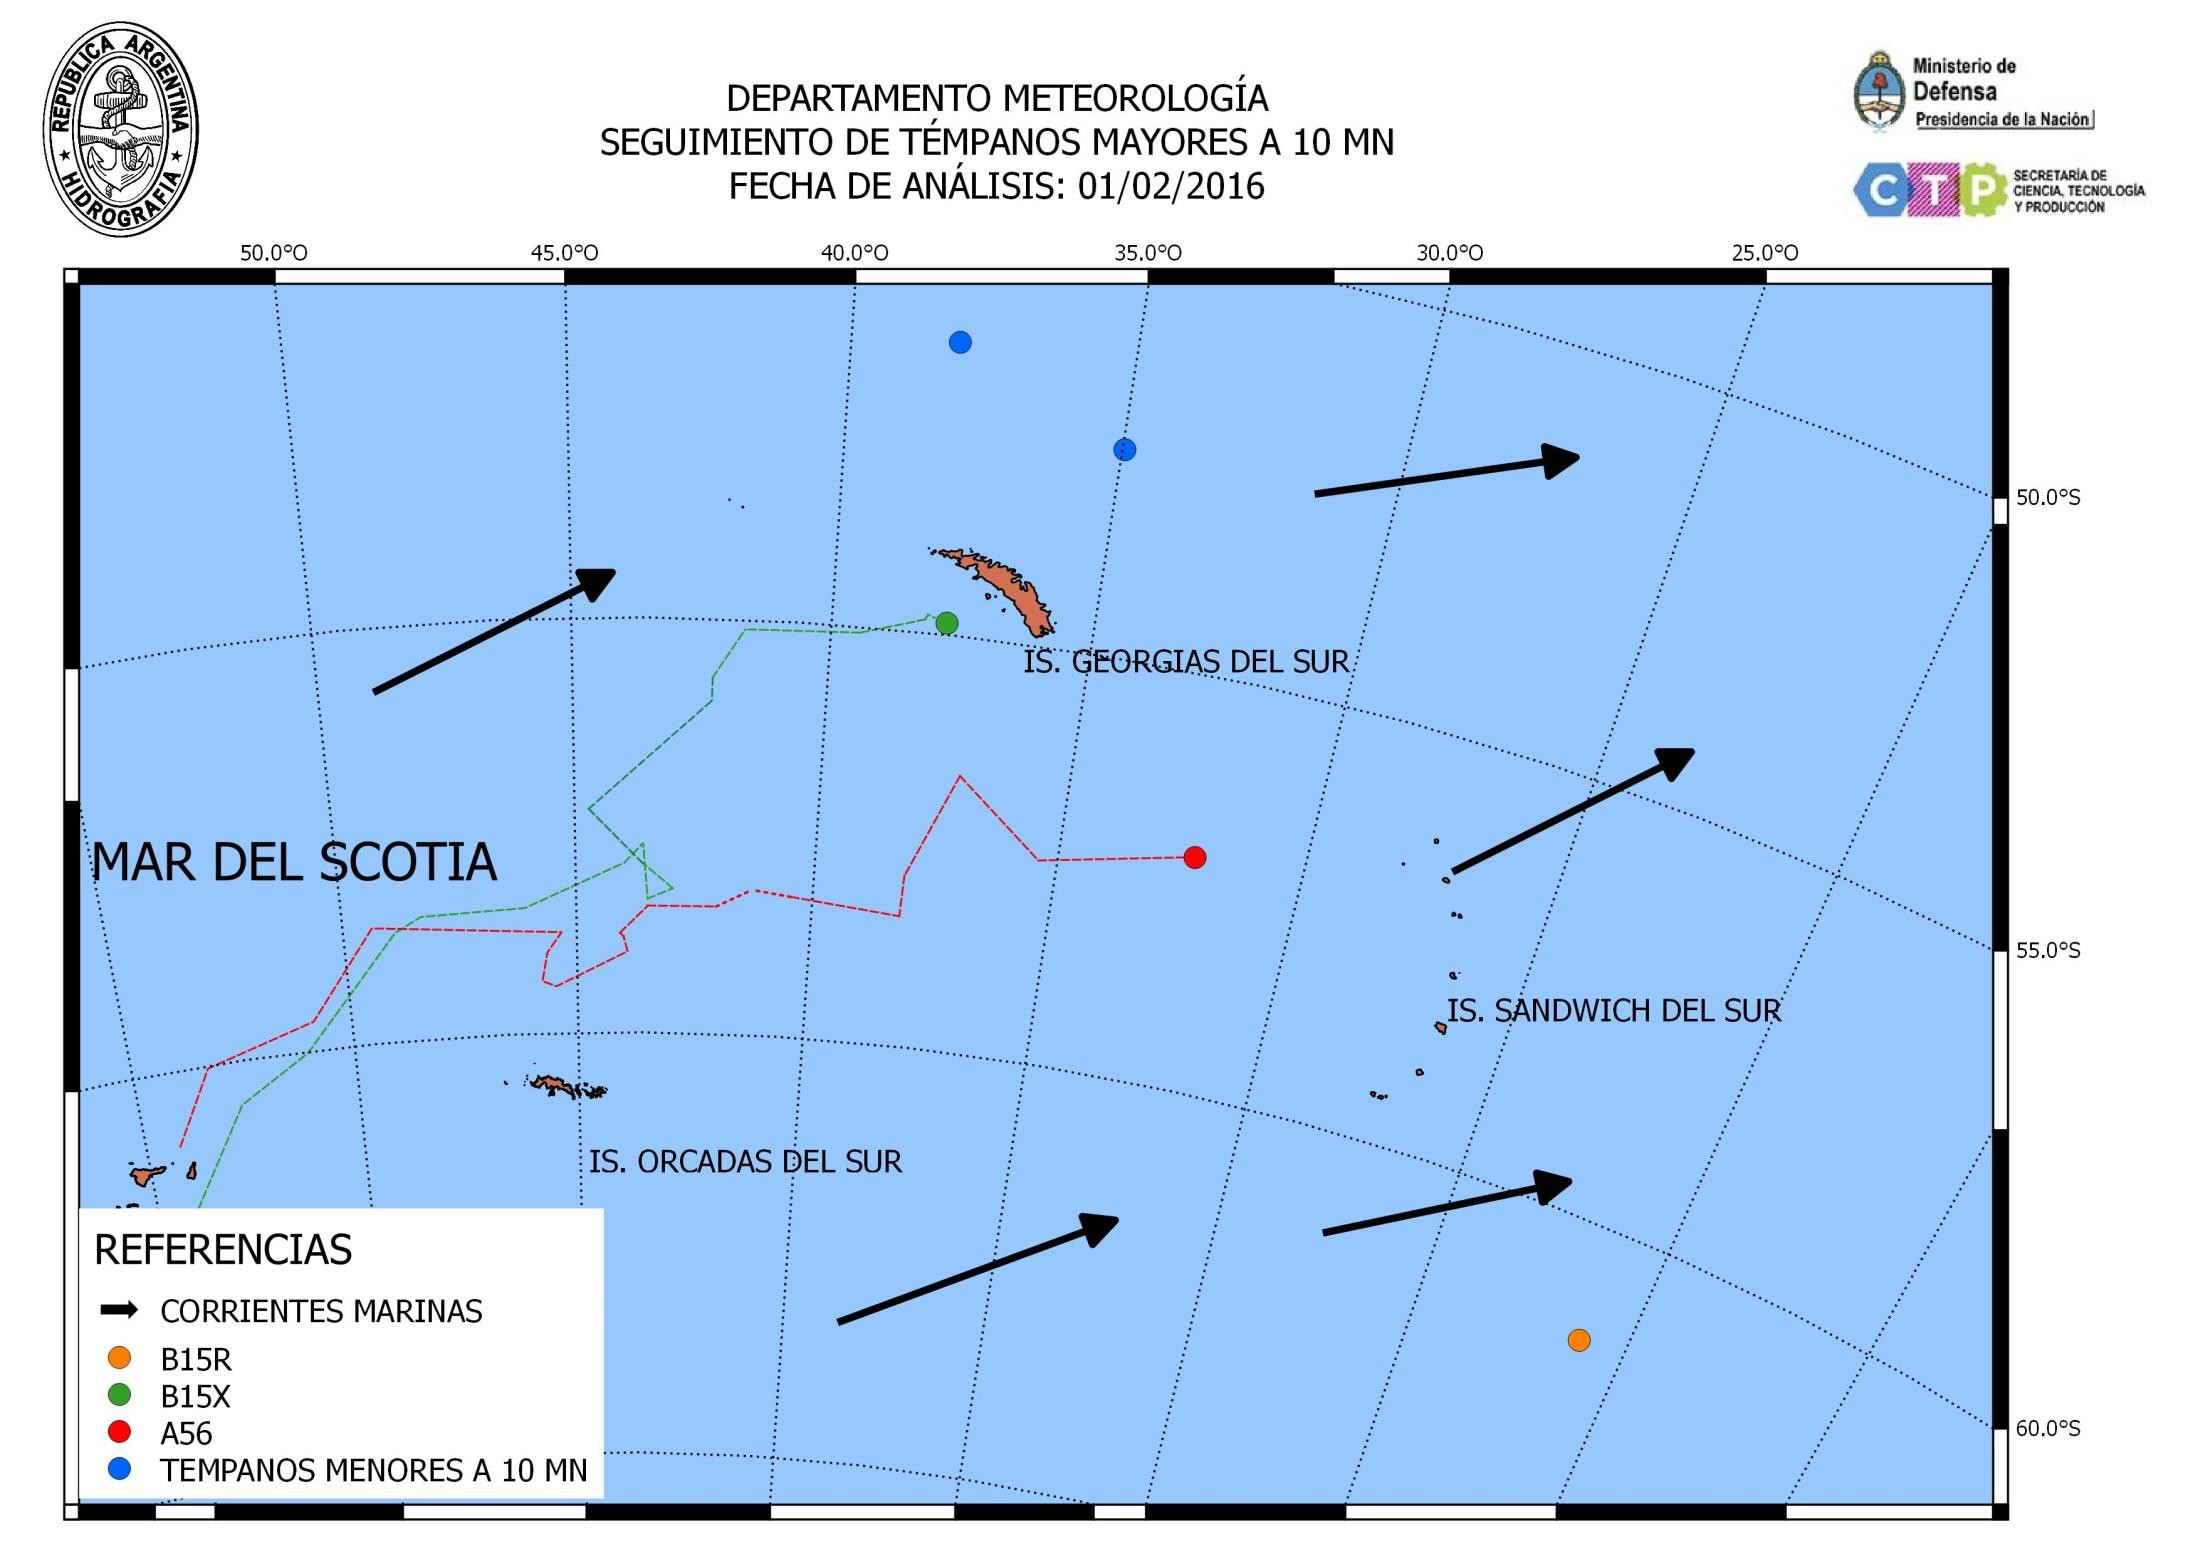 REPUBLICA ARGENTINA
HIDROGRAFIA
DEPARTAMENTO METEOROLOGÍA
SEGUIMIENTO DE TÉMPANOS MAYORES A 10 MN
FECHA DE ANÁLISIS: 01/02/2016
Ministerio de
Defensa
Presidencia de la Nación
CTP
SECRETARÍA DE
CIENCIA, TECNOLOGÍA
Y PRODUCCIÓN
50.0°O 45.0°O 40.0°O 35.0°O 30.0°O 25.0°O
50.0°S
IS. GEORGIAS DEL SUR
MAR DEL SCOTIA
55.0°S
IS. SANDWICH DEL SUR
IS. ORCADAS DEL SUR
60.0°S
REFERENCIAS
CORRIENTES MARINAS
B15R
B15X
A56
TEMPANOS MENORES A 10 MN